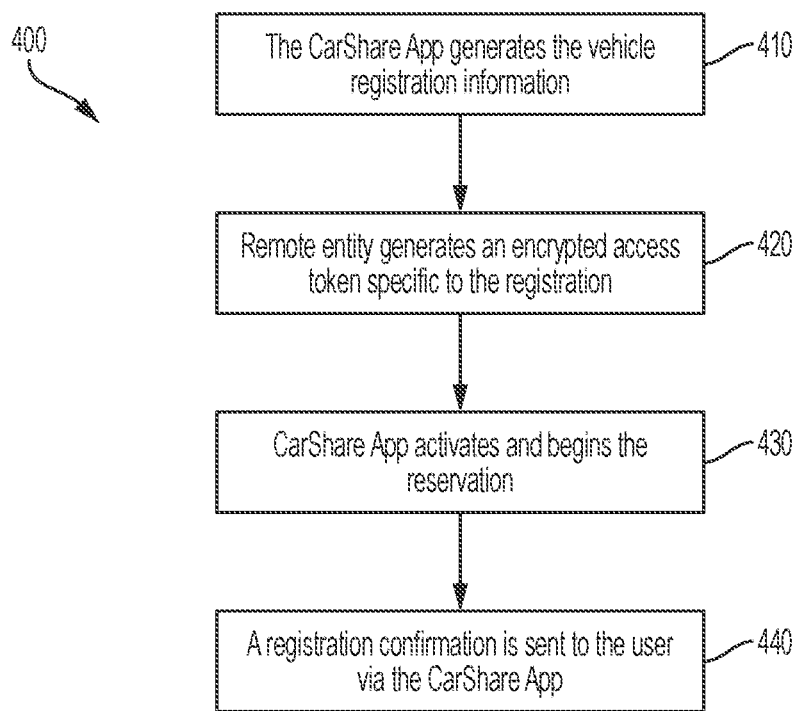 400
The CarShare App generates the vehicle
registration information
410
Remote entity generates an encrypted access
token specific to the registration
420
CarShare App activates and begins the
reservation
430
A registration confirmation is sent to the user
via the CarShare App
440